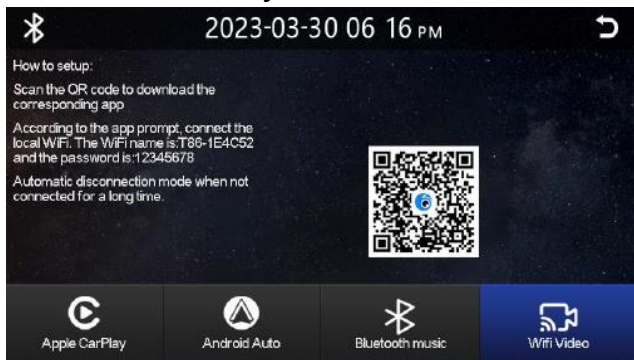 2023-03-30 06 16 PM
How to setup:
Scan the QR code to download the
corresponding app
According to the app prompt, connect the
local WiFi. The WiFi name is:T86-1E4C52
and the password is:12345678
Automatic disconnection mode when not
connected for a long time.
Apple CarPlay
Android Auto
Bluetooth music
Wifi Video